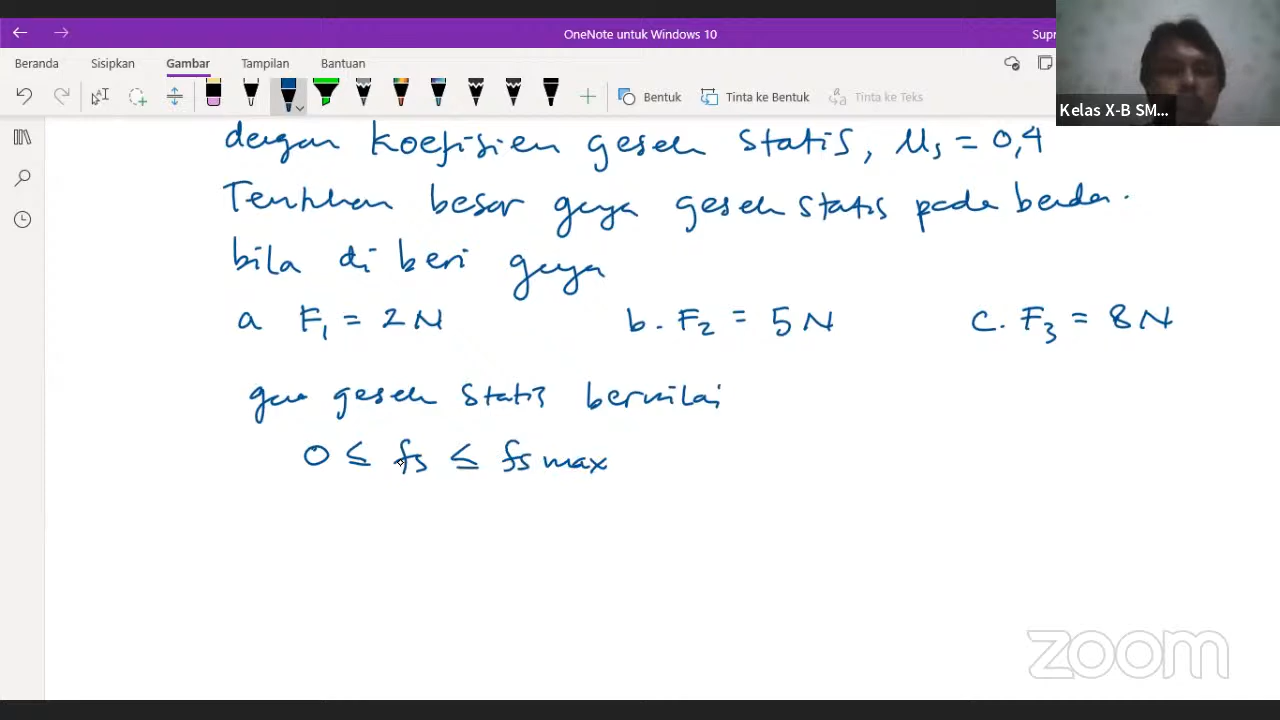 OneNote untuk Windows 10
Supr
Beranda Sisipkan Gambar Tampilan Bantuan
Bentuk Tinta ke Bentuk Tinta ke Teks
Kelas X-B SM...
dengan koefisien gesek statis, μs = 0,4
Tentukan besar gaya gesek statis pada benda.
bila di beri gaya
a F1 = 2 N b. F2 = 5 N c. F3 = 8 N
gesek statis bernilai
0 ≤ fs ≤ fs max
zoom